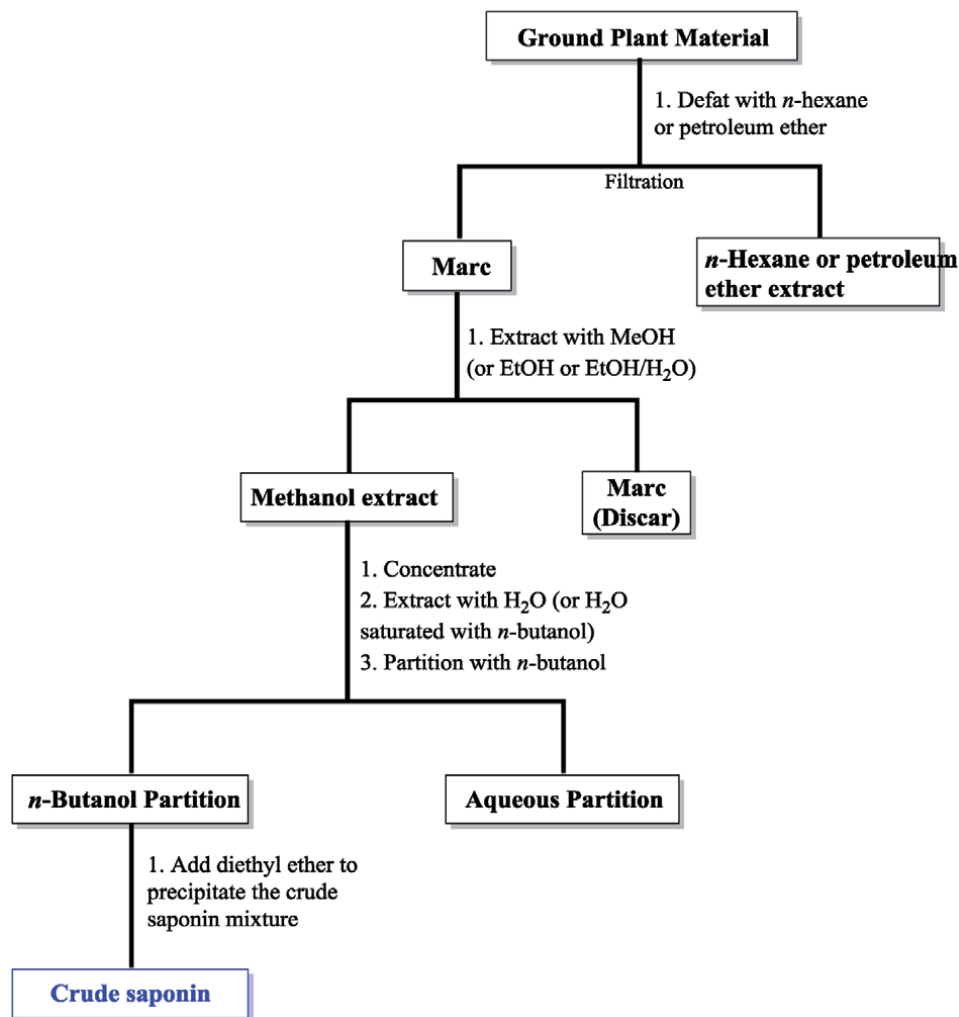 Ground Plant Material
1. Defat with n-hexane
or petroleum ether
Filtration
Marc
n-Hexane or petroleum
ether extract
1. Extract with MeOH
(or EtOH or EtOH/H₂O)
Methanol extract
Marc
(Discar)
1. Concentrate
2. Extract with H₂O (or H₂O
saturated with n-butanol)
3. Partition with n-butanol
n-Butanol Partition
Aqueous Partition
1. Add diethyl ether to
precipitate the crude
saponin mixture
Crude saponin